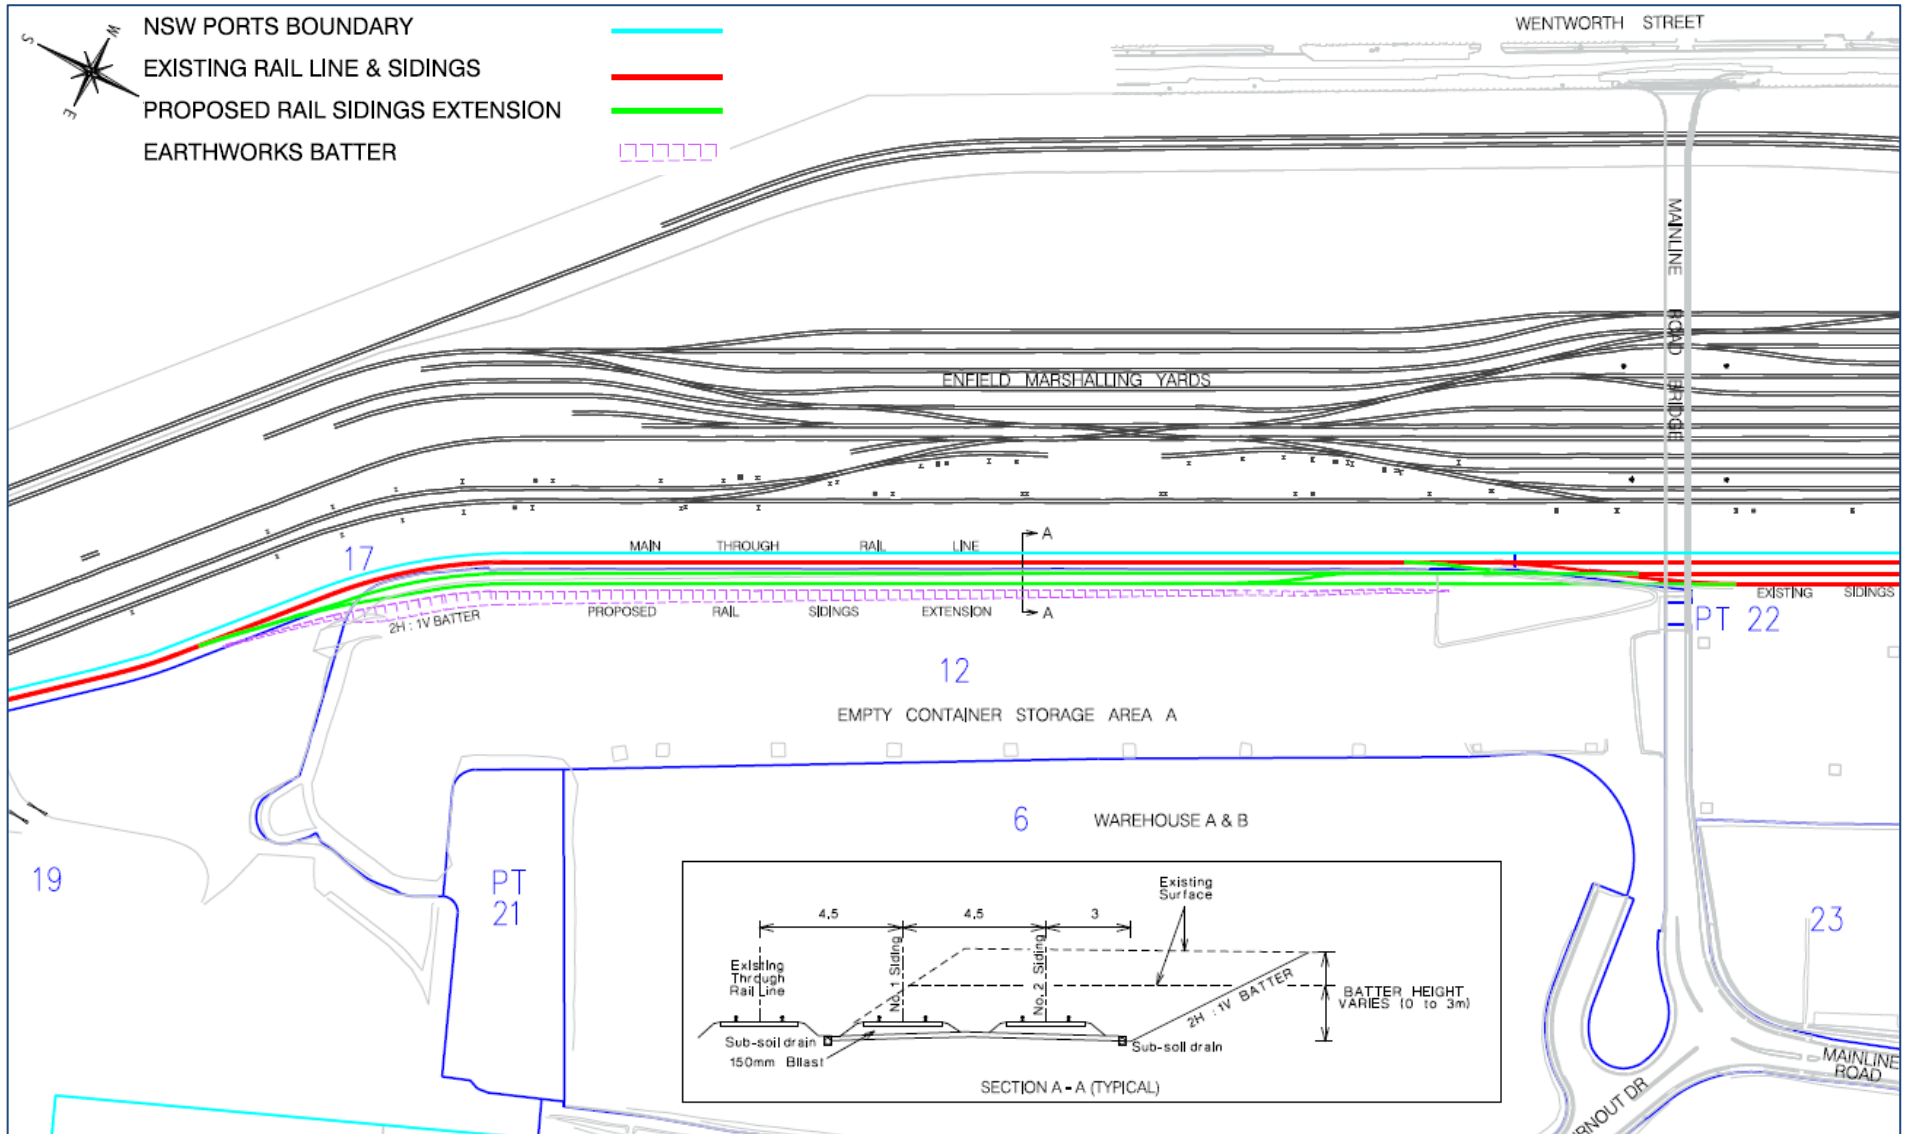 NSW PORTS BOUNDARY
EXISTING RAIL LINE & SIDINGS
PROPOSED RAIL SIDINGS EXTENSION
EARTHWORKS BATTER
S
W
E
WENTWORTH STREET
MAINLINE ROAD BRIDGE
ENFIELD MARSHALLING YARDS
17
MAIN THROUGH RAIL LINE
A
A
2H : 1V BATTER
PROPOSED RAIL SIDINGS EXTENSION
EXISTING SIDINGS
PT 22
12
EMPTY CONTAINER STORAGE AREA A
6
WAREHOUSE A & B
19
PT
21
23
Existing
Surface
4.5
4.5
3
Existing
Through
Rail Line
No. 1 Siding
No. 2 Siding
2H : 1V BATTER
BATTER HEIGHT
VARIES (0 to 3m)
Sub-soil drain
150mm Bllast
Sub-soil drain
SECTION A - A (TYPICAL)
MAINLINE
ROAD
RNOUT DR